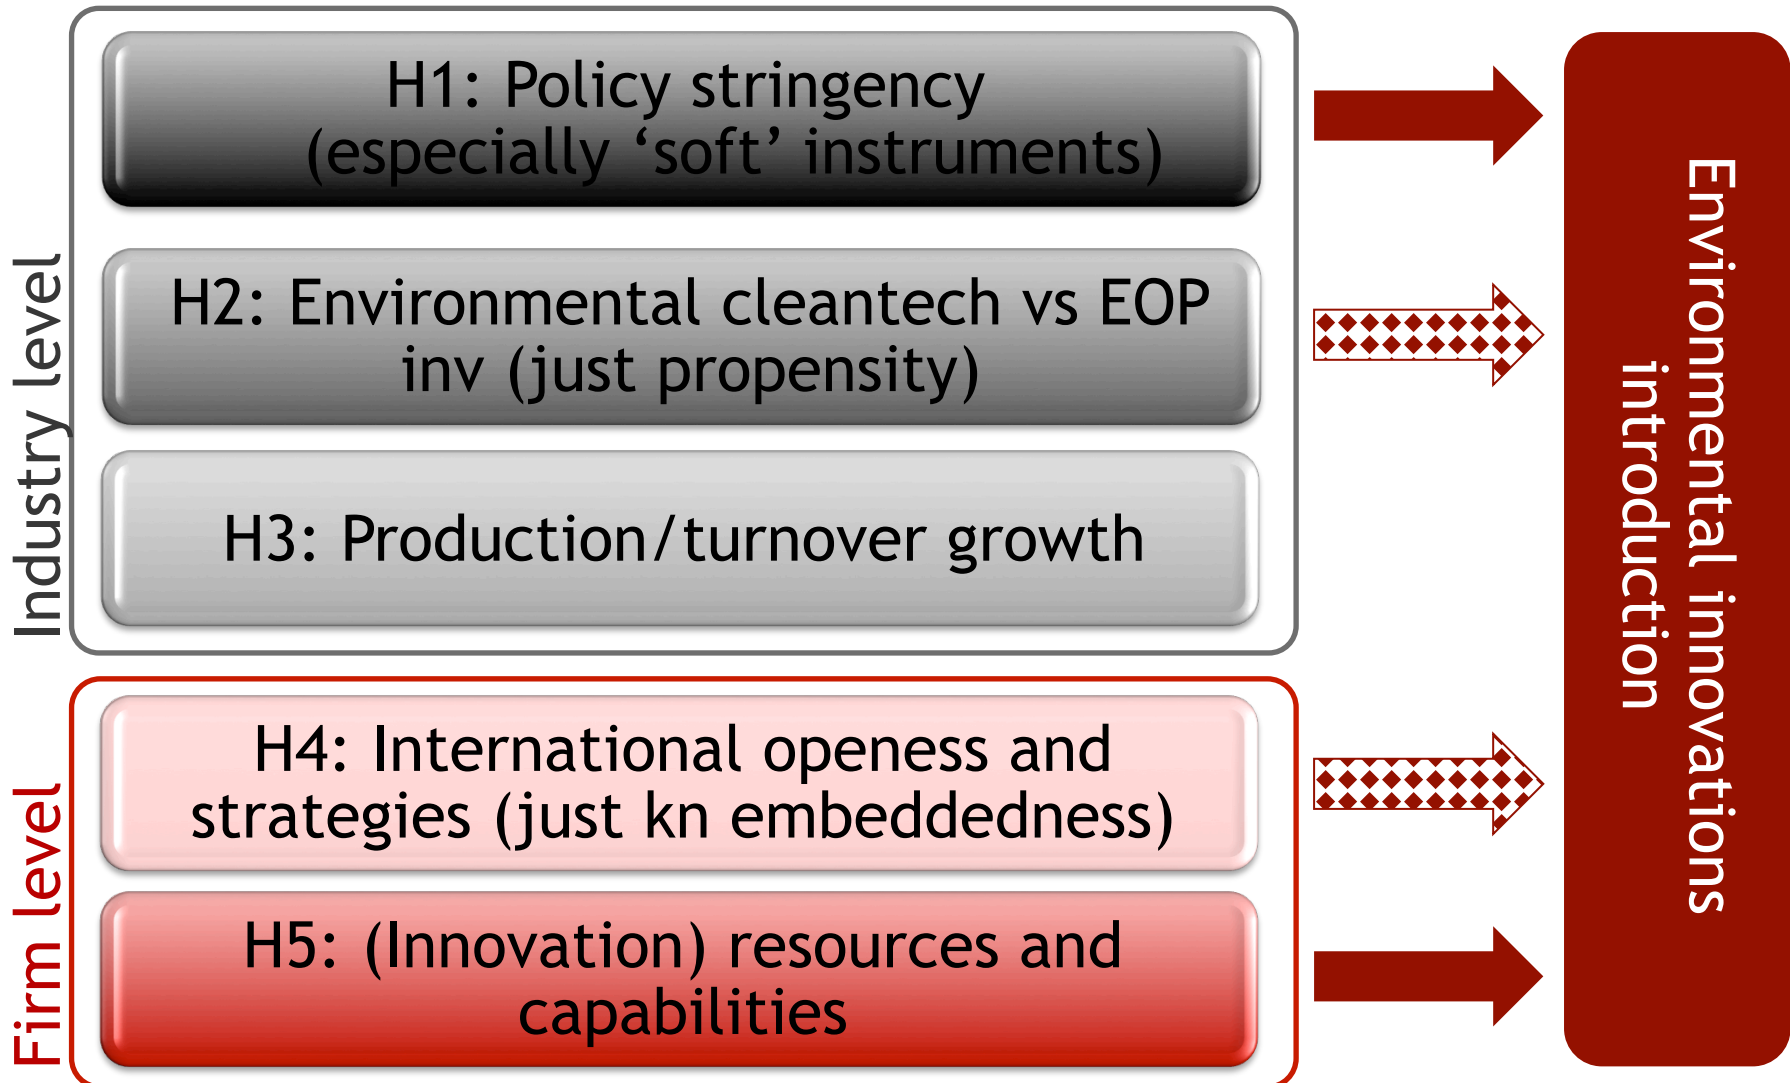 Industry level
H1: Policy stringency
(especially ‘soft’ instruments)
H2: Environmental cleantech vs EOP
inv (just propensity)
H3: Production/turnover growth
Firm level
H4: International openess and
strategies (just kn embeddedness)
H5: (Innovation) resources and
capabilities
Environmental innovations
introduction